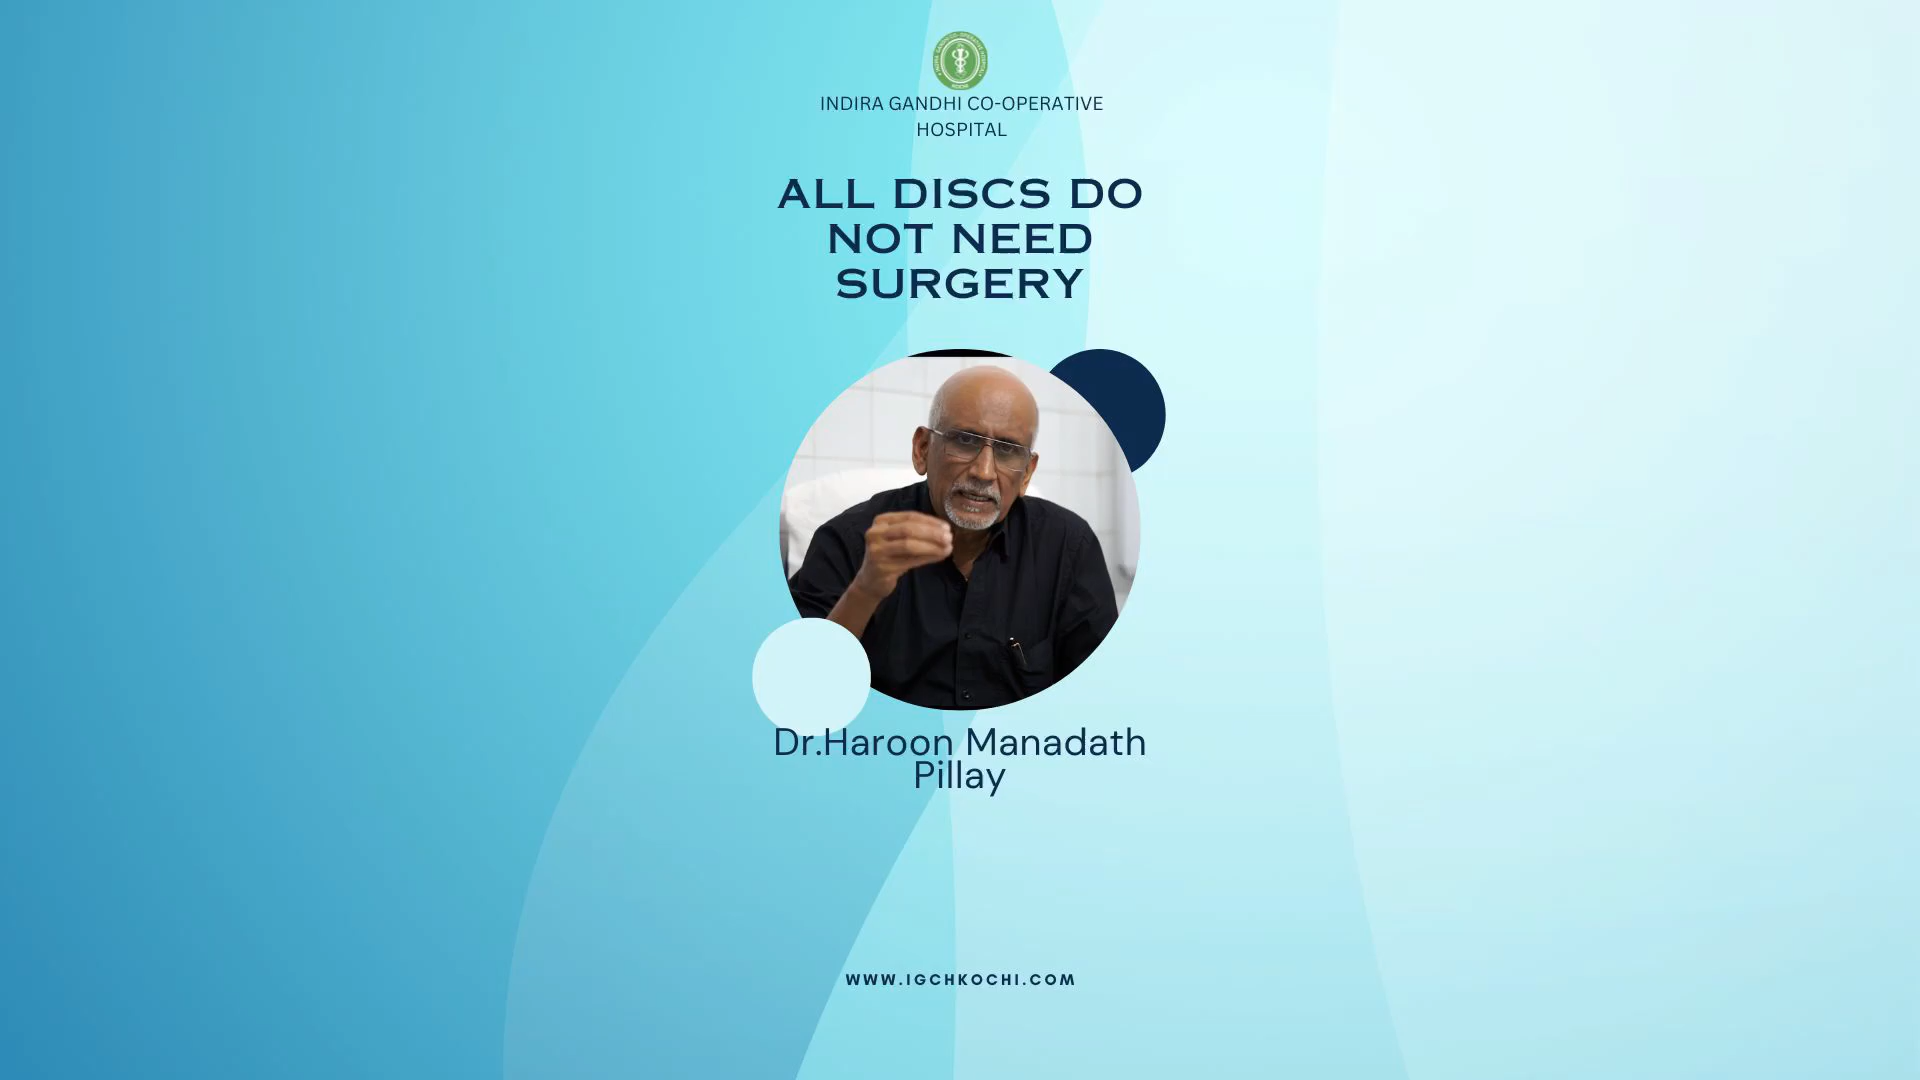 INDIRA GANDHI CO-OPERATIVE
HOSPITAL
ALL DISCS DO
NOT NEED
SURGERY
Dr.Haroon Manadath
Pillay
WWW.IGCHKOCHI.COM